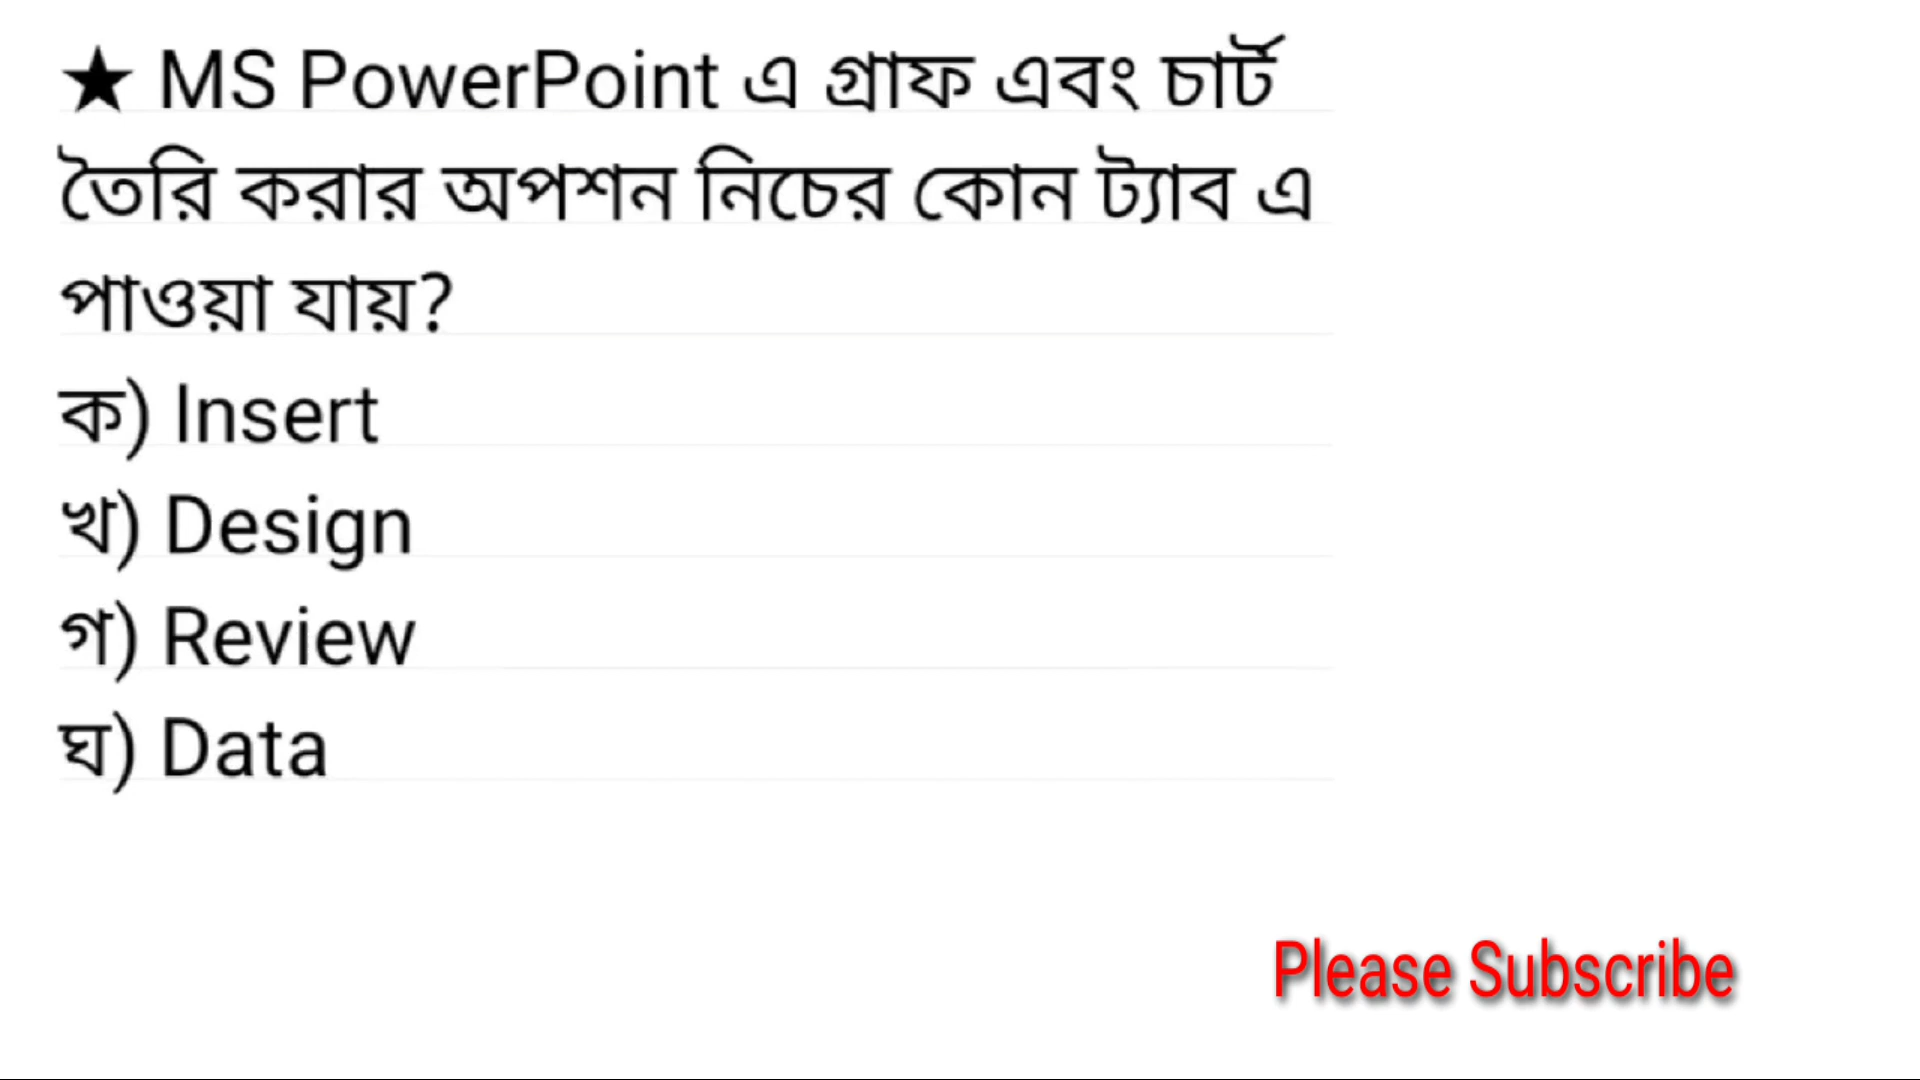 ★ MS PowerPoint এ গ্রাফ এবং চার্ট
তৈরি করার অপশন নিচের কোন ট্যাব এ
পাওয়া যায়?
ক) Insert
খ) Design
গ) Review
ঘ) Data
Please Subscribe